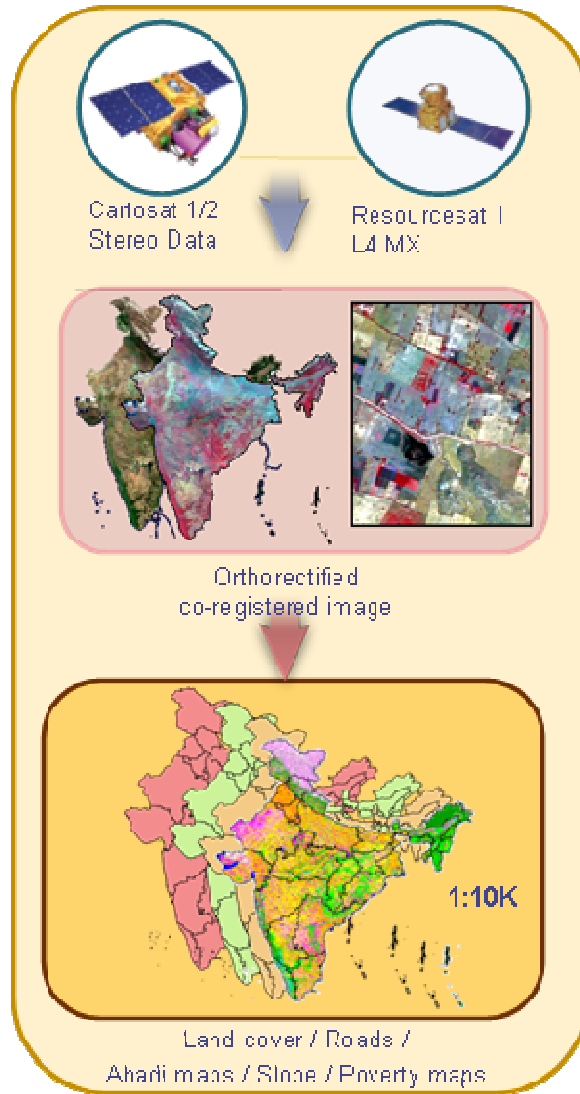 Cartosat 1/2
Stereo Data
Resourcesat I
L4 MX
Orthorectified
co-registered image
1:10K
Land cover / Roads /
Abadi maps / Slope / Poverty maps